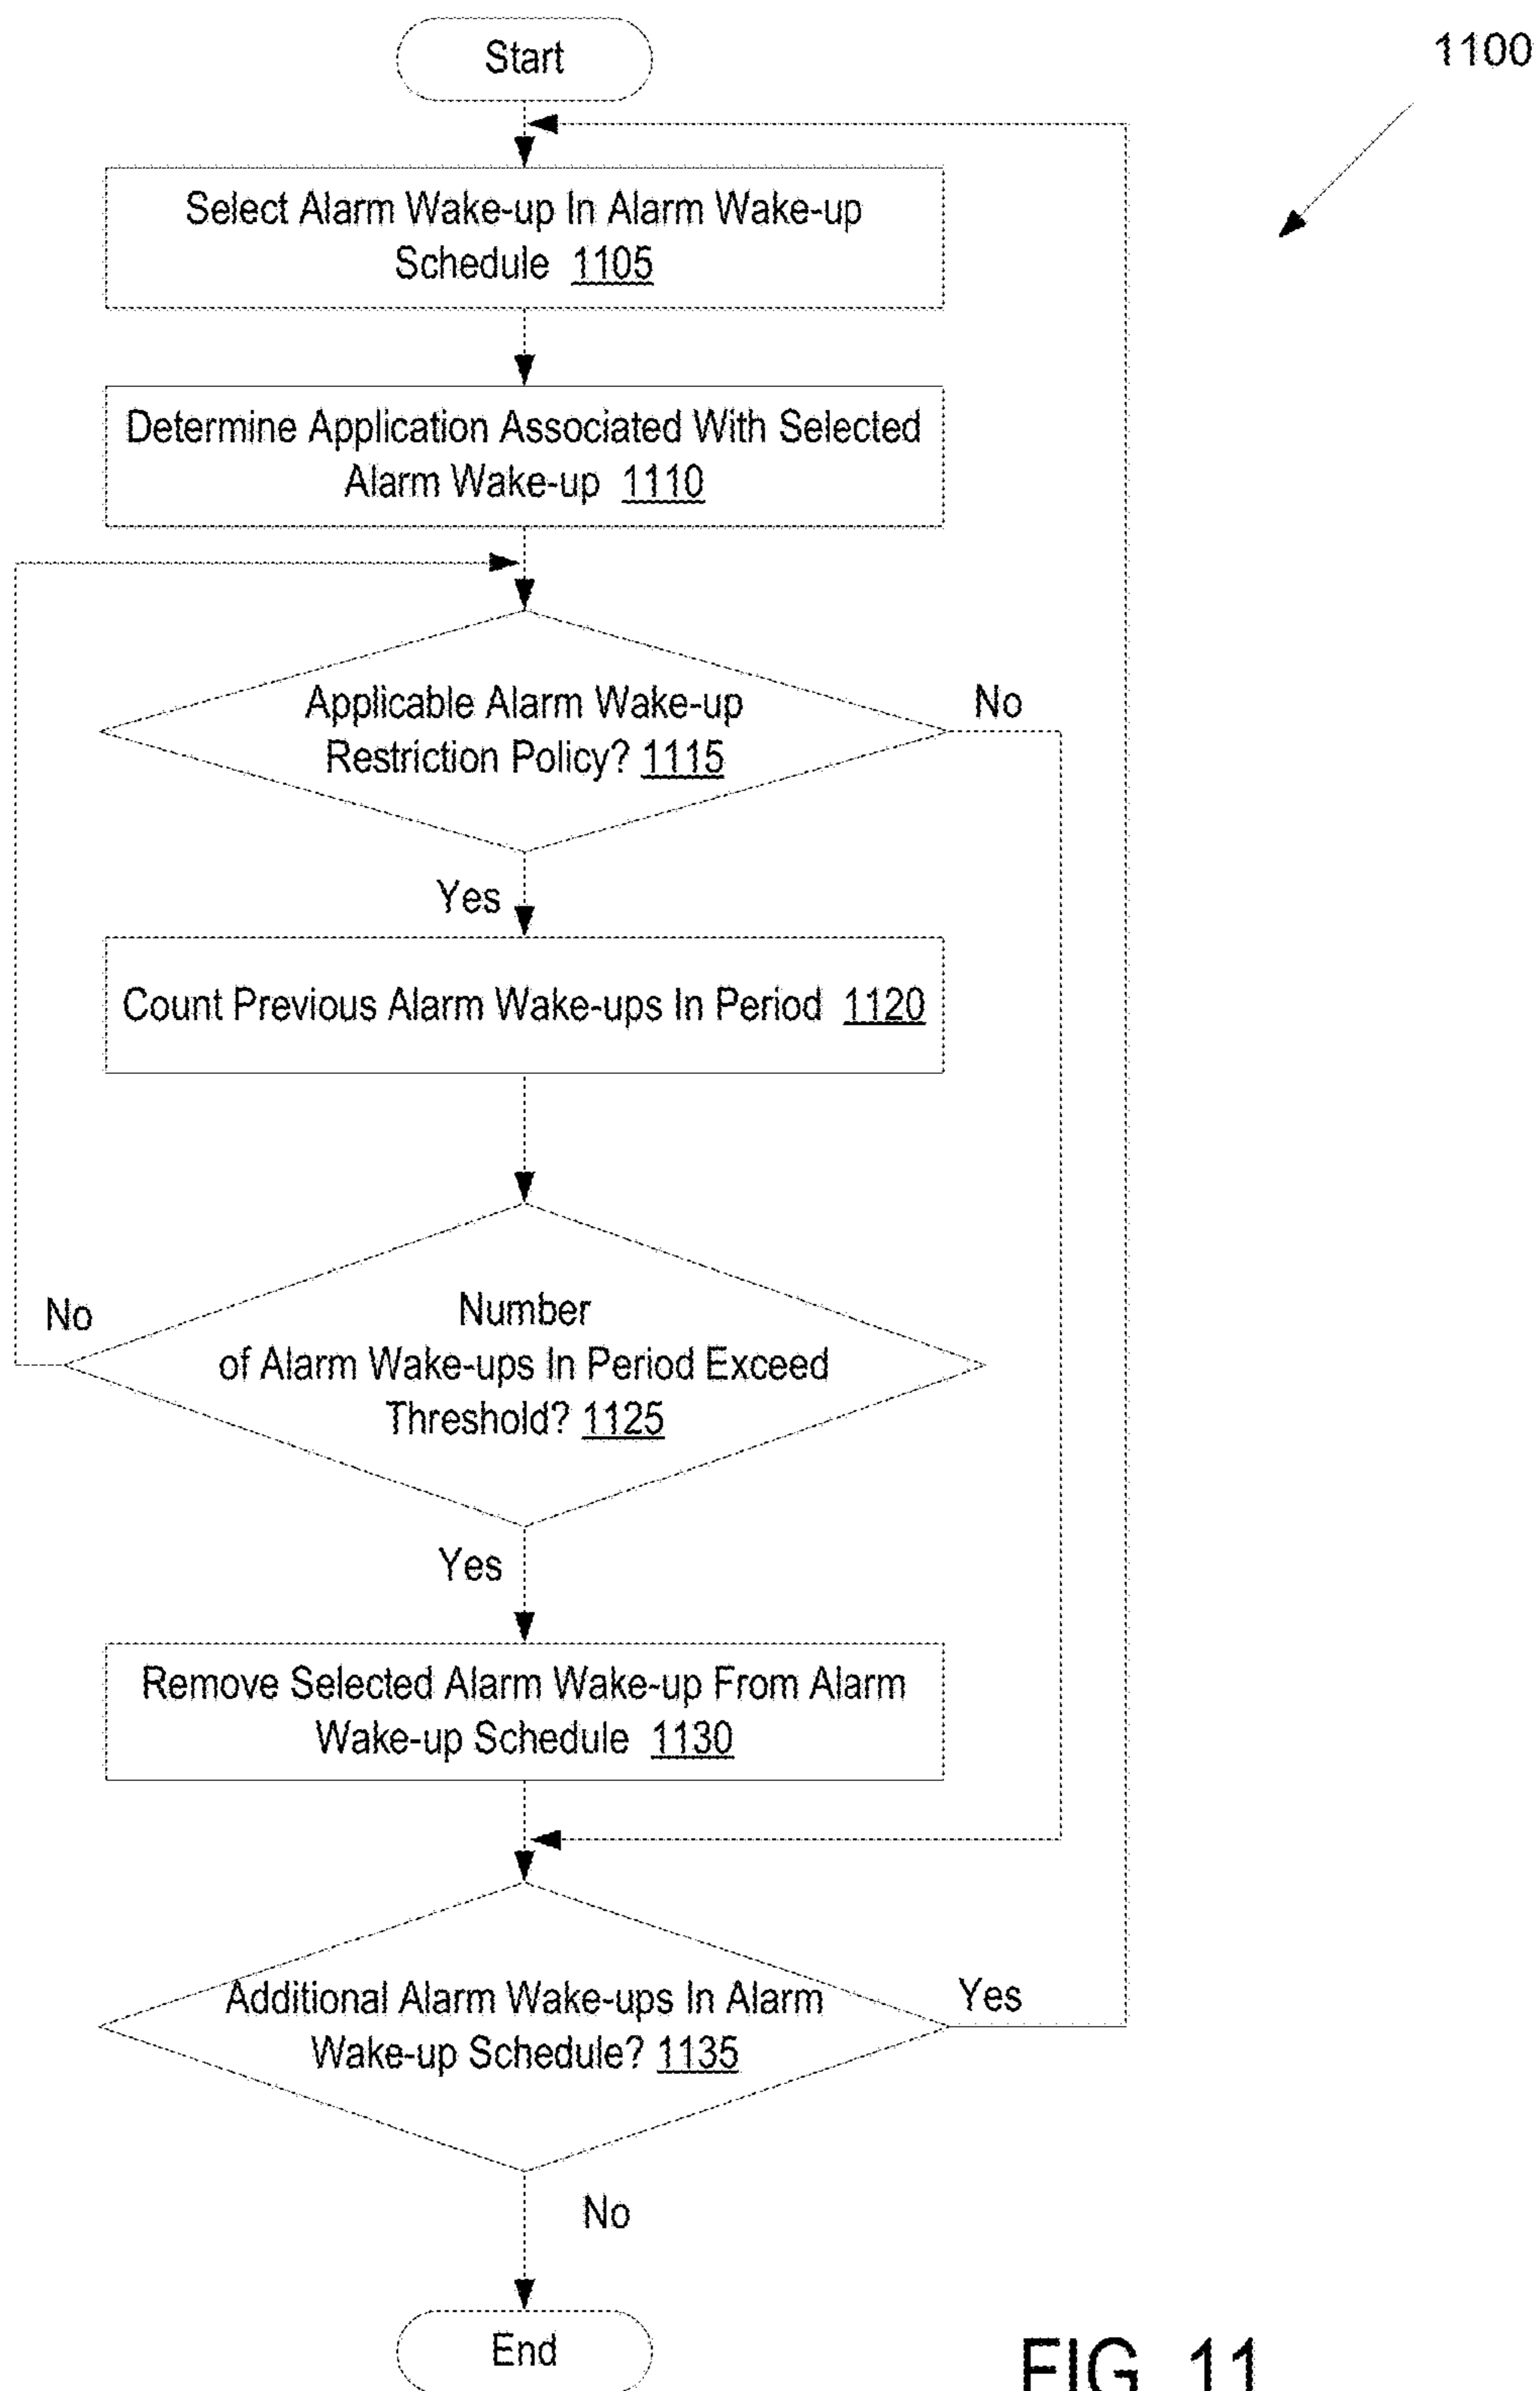 Start
1100
Select Alarm Wake-up In Alarm Wake-up
Schedule 1105
Determine Application Associated With Selected
Alarm Wake-up 1110
Applicable Alarm Wake-up
Restriction Policy? 1115
No
Yes
Count Previous Alarm Wake-ups In Period 1120
No
Number
of Alarm Wake-ups In Period Exceed
Threshold? 1125
Yes
Remove Selected Alarm Wake-up From Alarm
Wake-up Schedule 1130
Additional Alarm Wake-ups In Alarm
Wake-up Schedule? 1135
Yes
No
End
FIG. 11